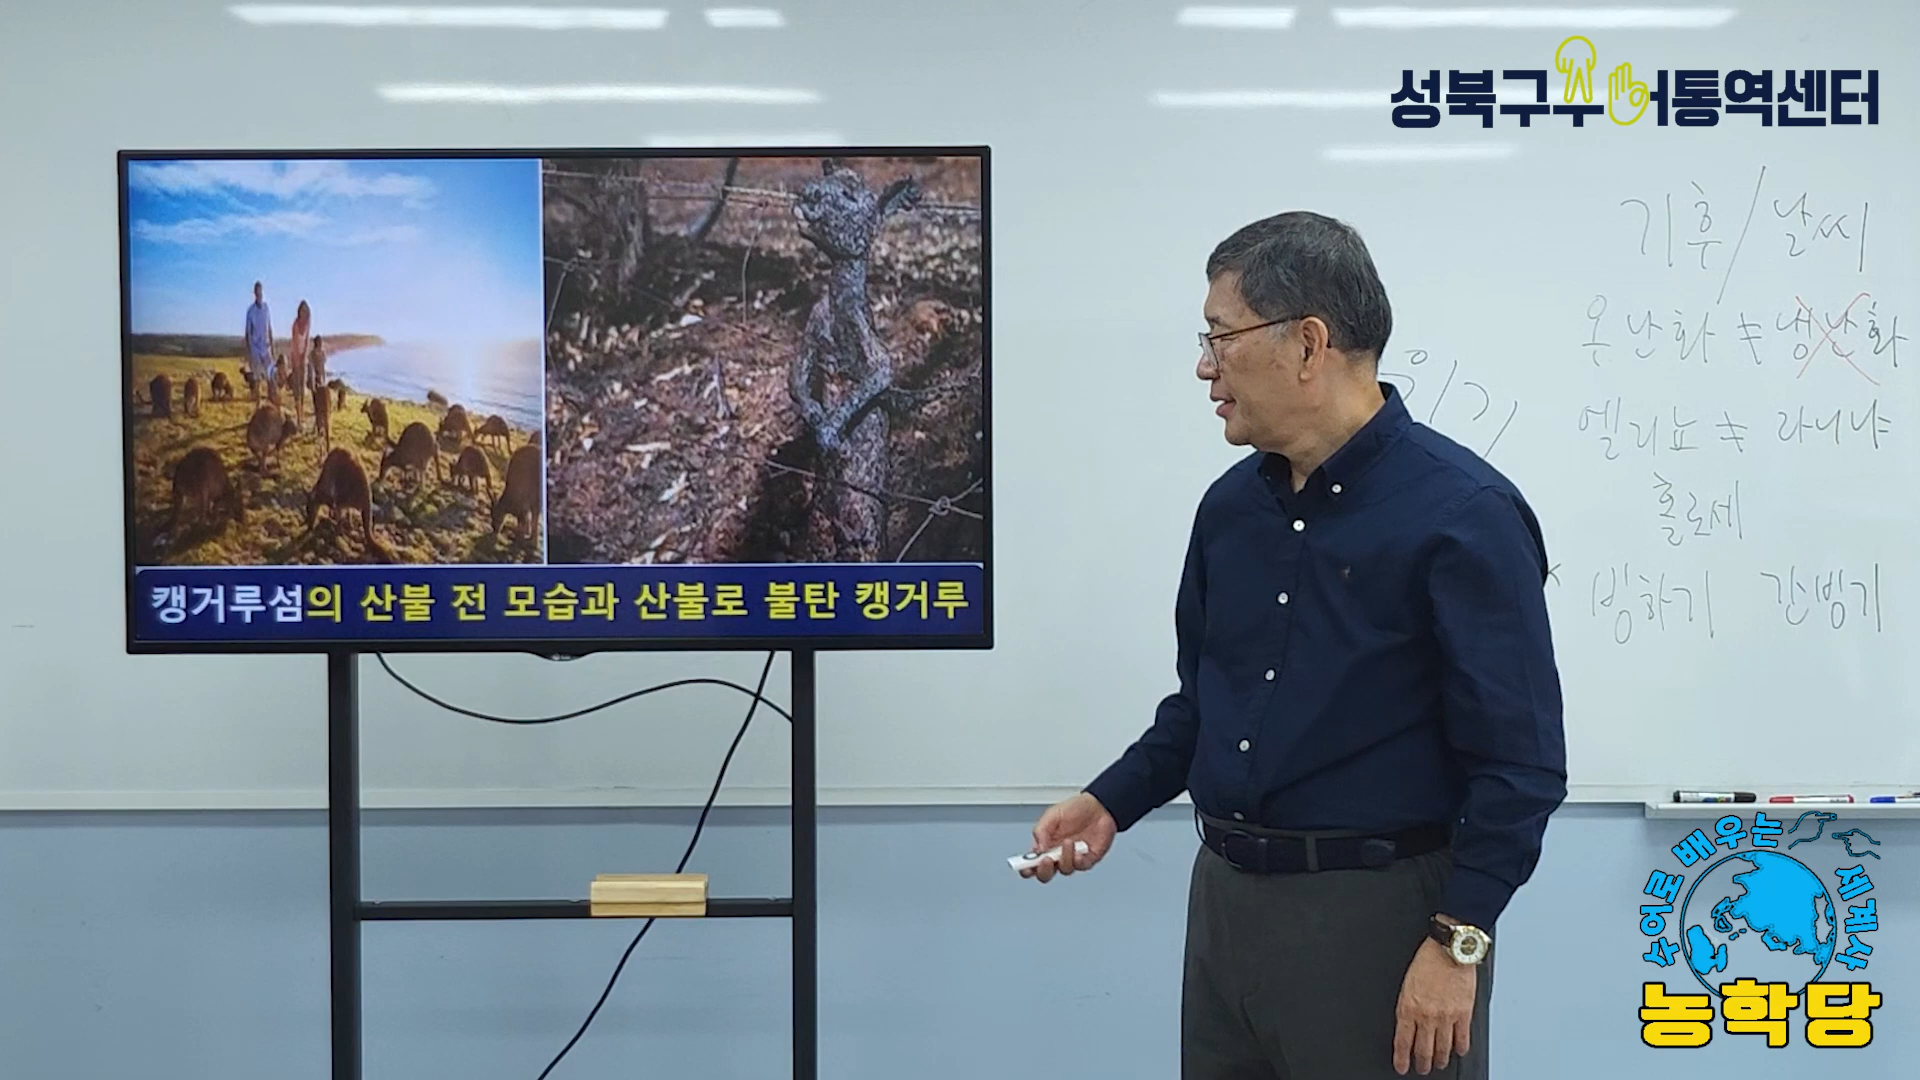 성북구수어통역센터
캥거루섬의 산불 전 모습과 산불로 불탄 캥거루
기후/날씨
온난화 ≠ 냉난화
엘리뇨 ≠ 라니냐
홀로세
빙하기 간빙기
수어로 배우는 세계사
농학당